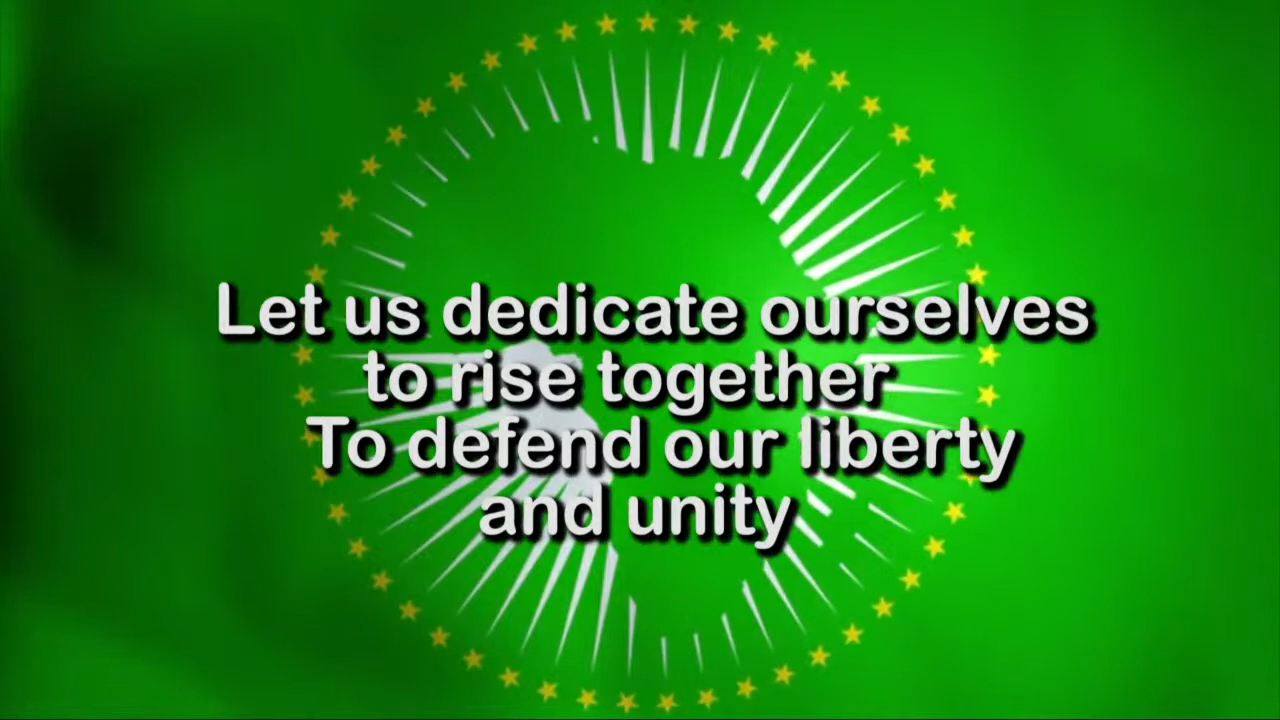 Let us dedicate ourselves
to rise together
To defend our liberty
and unity